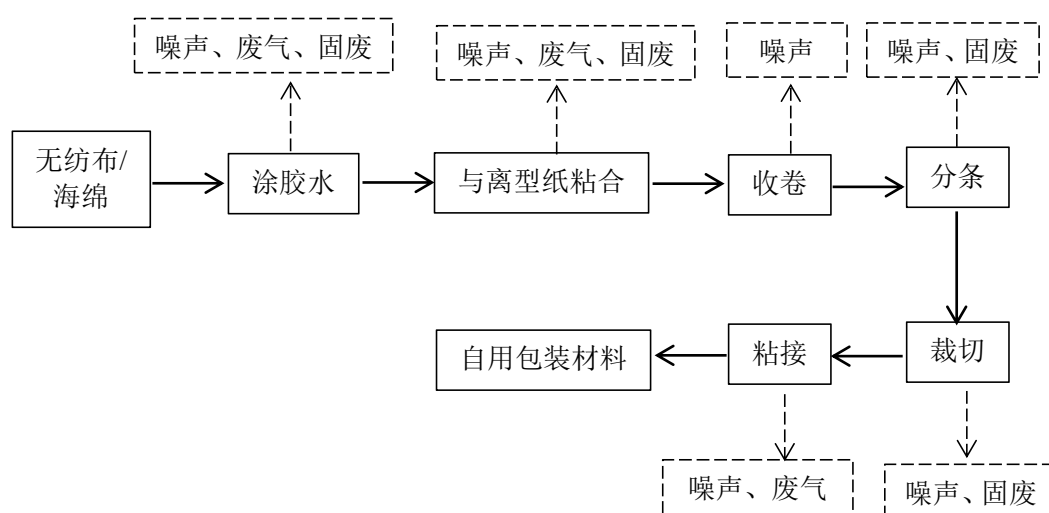 噪声、废气、固废
噪声、废气、固废
噪声
噪声、固废
无纺布/
海绵
涂胶水
与离型纸粘合
收卷
分条
自用包装材料
粘接
裁切
噪声、废气
噪声、固废